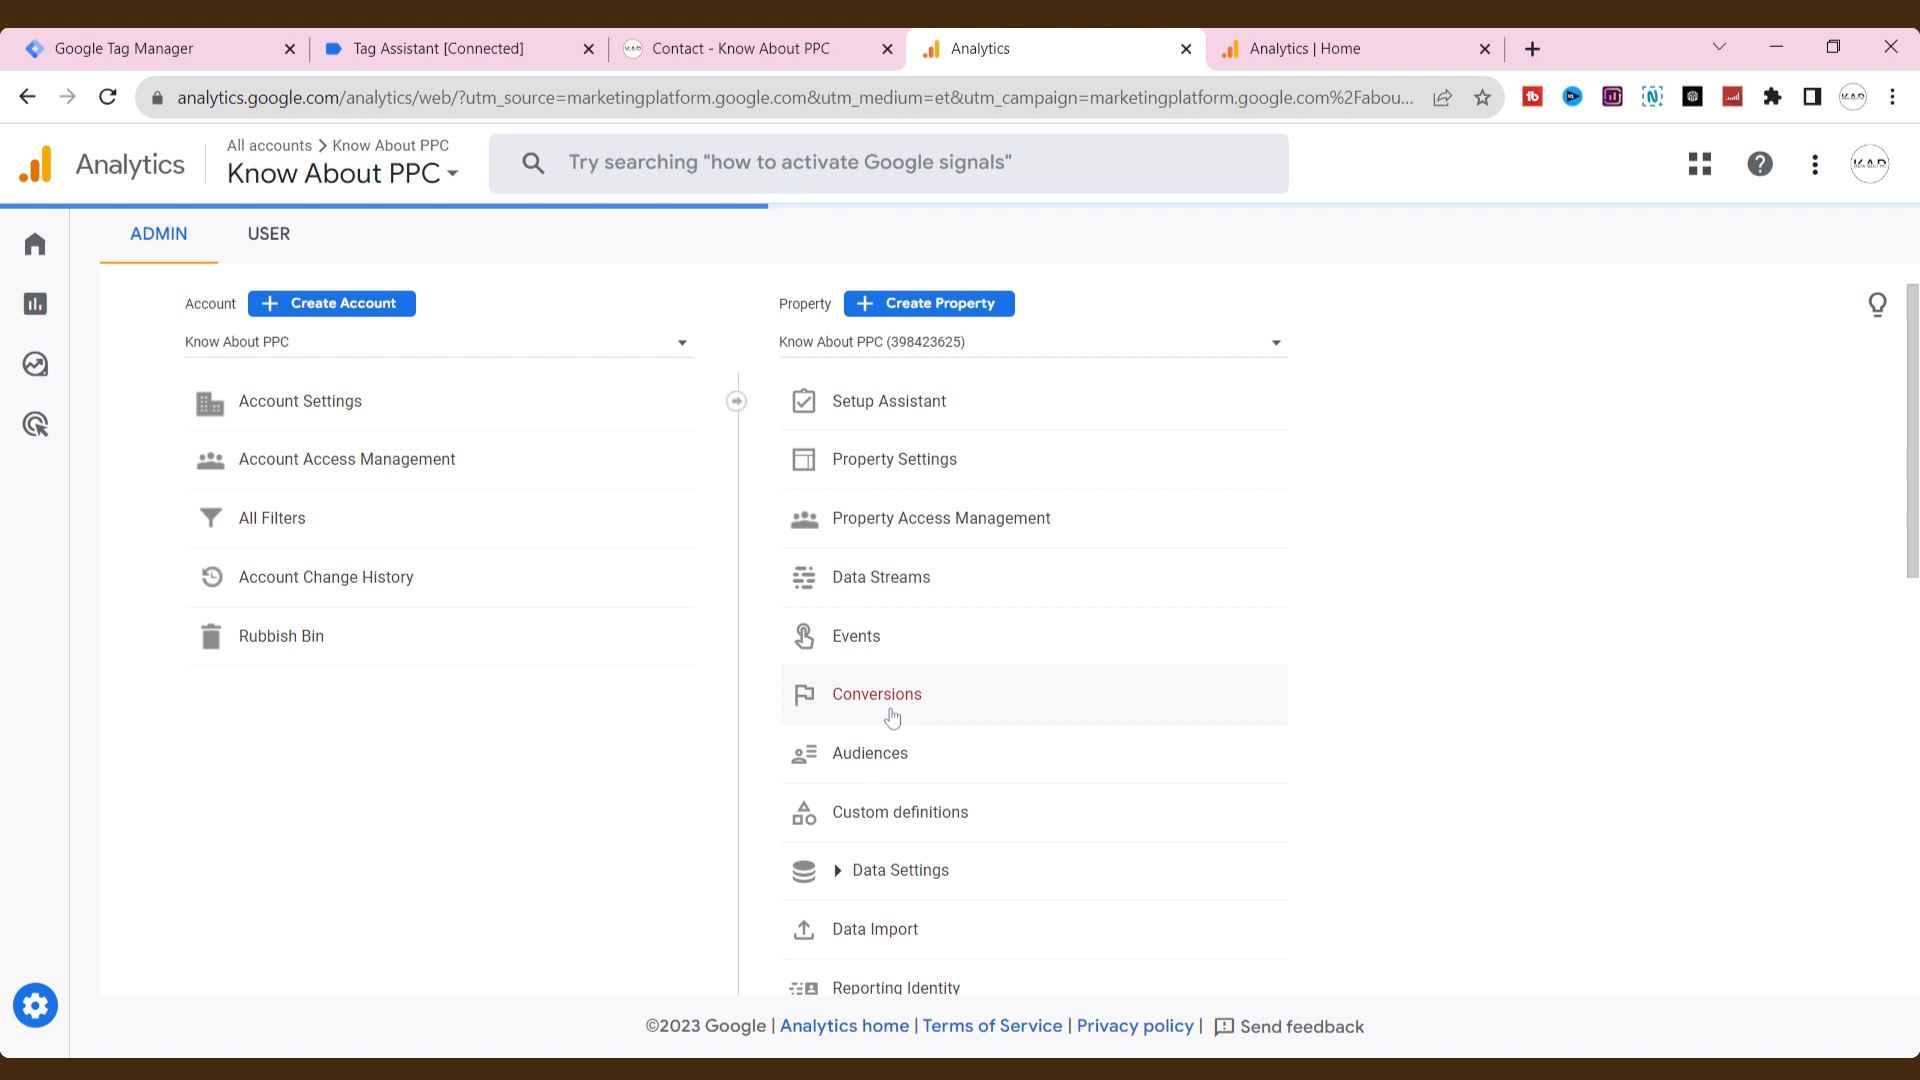 Google Tag Manager
Tag Assistant [Connected]
Contact - Know About PPC
Analytics
Analytics | Home
analytics.google.com/analytics/web/?utm_source=marketingplatform.google.com&utm_medium=et&utm_campaign=marketingplatform.google.com%2Fabou...
Analytics
All accounts > Know About PPC
Know About PPC
Try searching "how to activate Google signals"
ADMIN
USER
Account
+ Create Account
Property
+ Create Property
Know About PPC
Know About PPC (398423625)
Account Settings
Account Access Management
All Filters
Account Change History
Rubbish Bin
Setup Assistant
Property Settings
Property Access Management
Data Streams
Events
Conversions
Audiences
Custom definitions
Data Settings
Data Import
Reporting Identity
©2023 Google | Analytics home | Terms of Service | Privacy policy | Send feedback